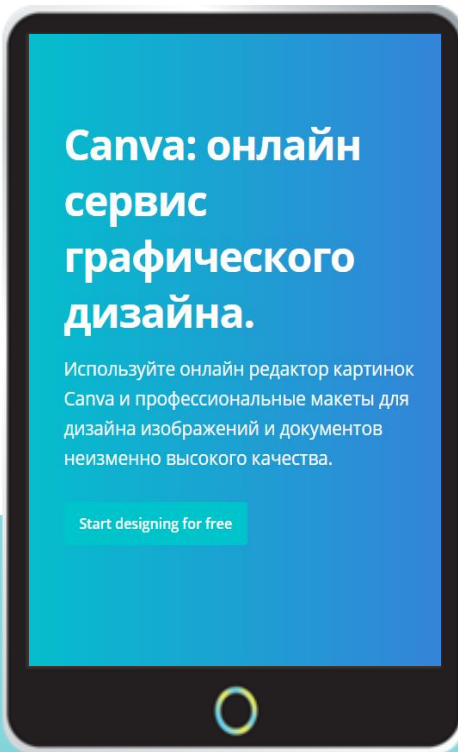 Canva: онлайн
сервис
графического
дизайна.
Используйте онлайн редактор картинок
Canva и профессиональные макеты для
дизайна изображений и документов
неизменно высокого качества.
Start designing for free